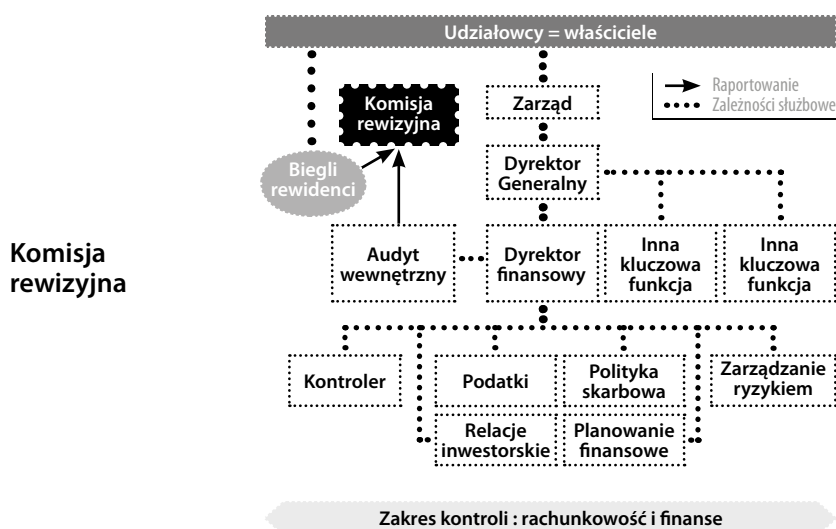 Udziałowcy = właściciele
Komisja
rewizyjna
Zarząd
Raportowanie
Zależności służbowe
Biegli
rewidenci
Dyrektor
Generalny
Komisja
rewizyjna
Audyt
wewnętrzny
Dyrektor
finansowy
Inna
kluczowa
funkcja
Inna
kluczowa
funkcja
Kontroler
Podatki
Polityka
skarbowa
Zarządzanie
ryzykiem
Relacje
inwestorskie
Planowanie
finansowe
Zakres kontroli : rachunkowość i finanse